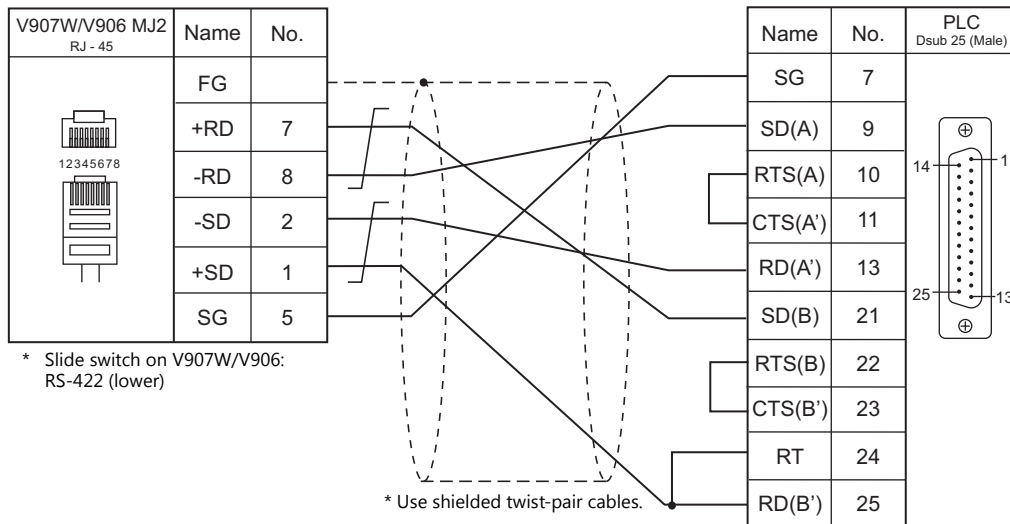 V907W/V906 MJ2
RJ - 45
Name
No.
FG
+RD 7
-RD 8
-SD 2
+SD 1
SG 5
12345678
* Slide switch on V907W/V906:
RS-422 (lower)
* Use shielded twist-pair cables.
Name
No.
PLC
Dsub 25 (Male)
SG 7
SD(A) 9
RTS(A) 10
CTS(A') 11
RD(A') 13
SD(B) 21
RTS(B) 22
CTS(B') 23
RT 24
RD(B') 25
14
1
25
13